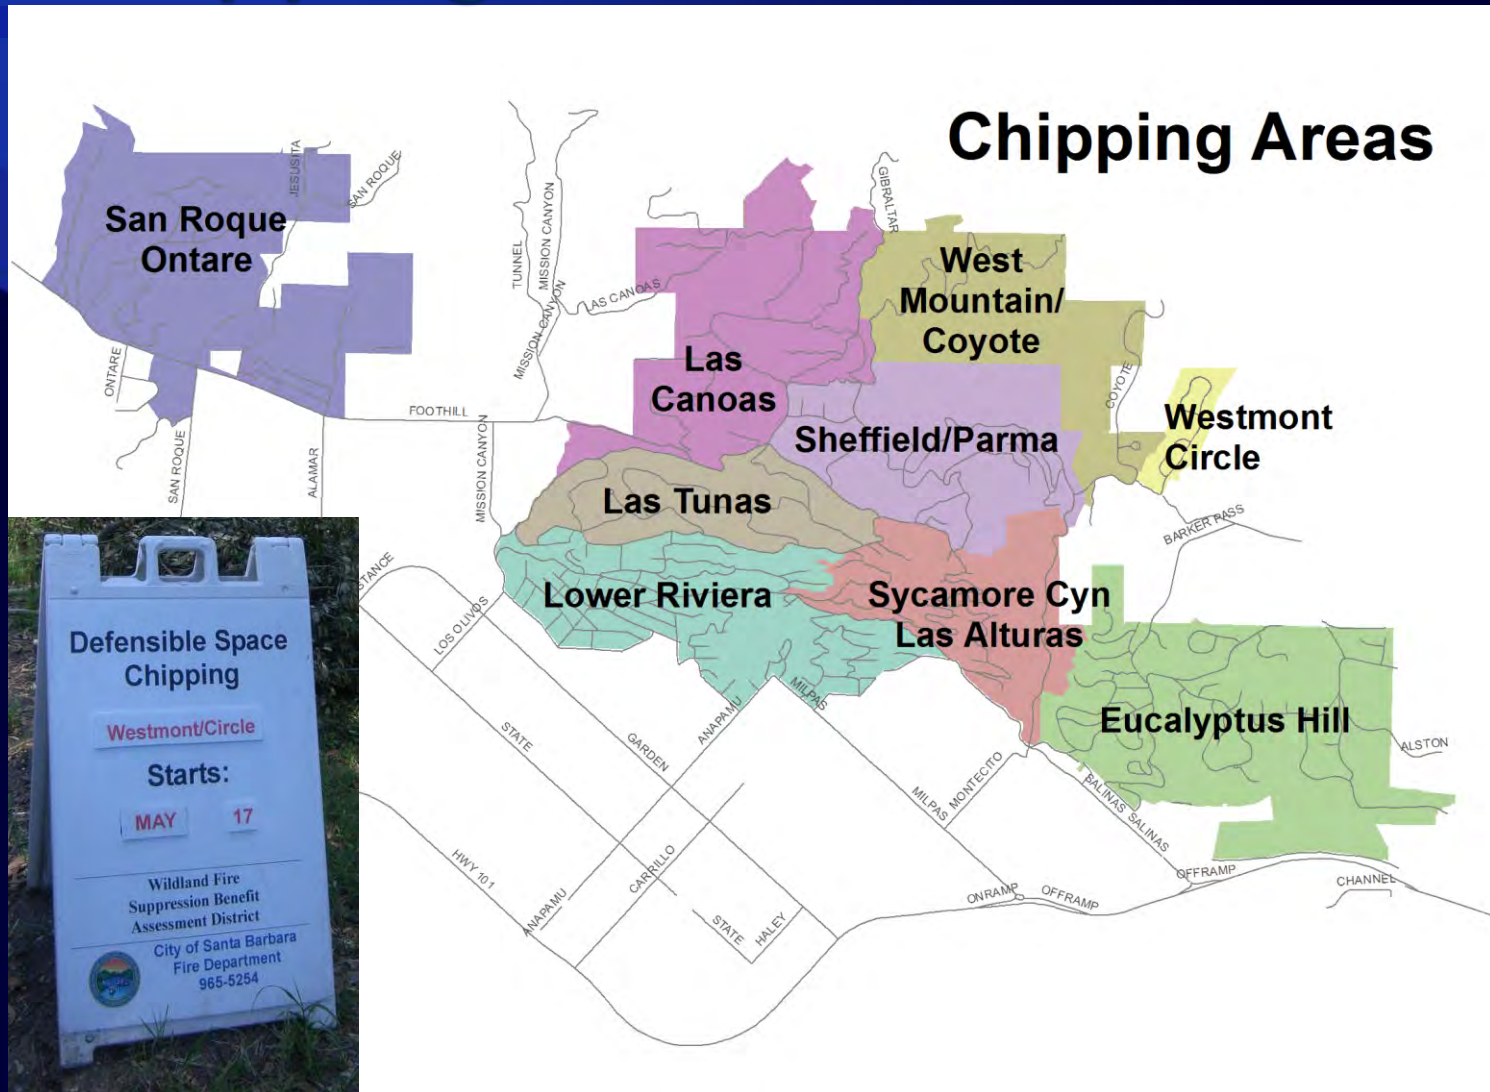 Chipping Areas
San Roque
Ontare
West
Mountain/
Coyote
Las
Canoas
Sheffield/Parma
Westmont
Circle
Las Tunas
Lower Riviera
Sycamore Cyn
Las Alturas
Eucalyptus Hill
JESUSITA
SAN ROQUE
TUNNEL
MISSION CANYON
MISSION CANYON
LAS CANOAS
GIBRALTAR
COYOTE
ONTARE
FOOTHILL
SAN ROQUE
ALAMAR
MISSION CANYON
BARKER PASS
STANCE
LOS OLIVOS
STATE
GARDEN
ANAPAMU
MILPAS
MILPAS
MONTECITO
SALINAS
SALINAS
ALSTON
HWY 101
ANAPAMU
CARRILLO
STATE
HALEY
ONRAMP
OFFRAMP
OFFRAMP
CHANNEL
Defensible Space
Chipping
Westmont/Circle
Starts:
MAY 17
Wildland Fire
Suppression Benefit
Assessment District
City of Santa Barbara
Fire Department
965-5254